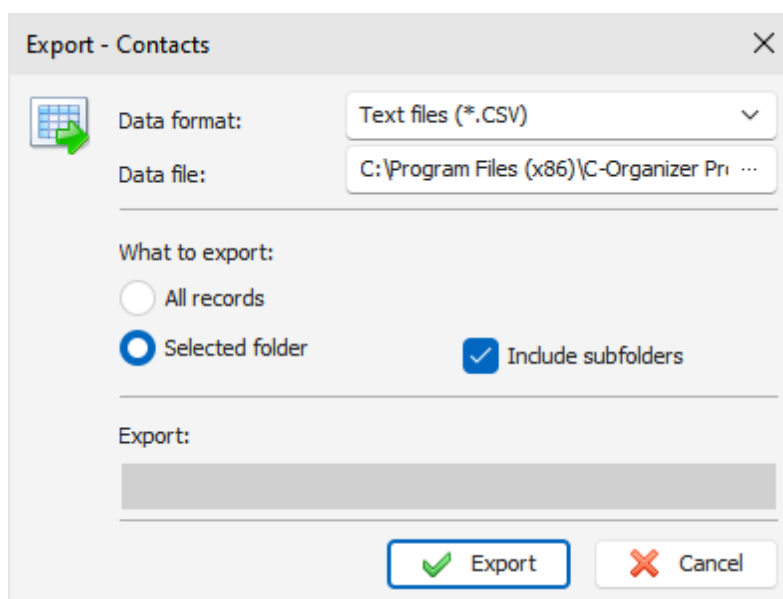 Export - Contacts
Data format:
Text files (*.CSV)
Data file:
C:\Program Files (x86)\C-Organizer Pr
What to export:
All records
Selected folder
Include subfolders
Export:
Export
Cancel